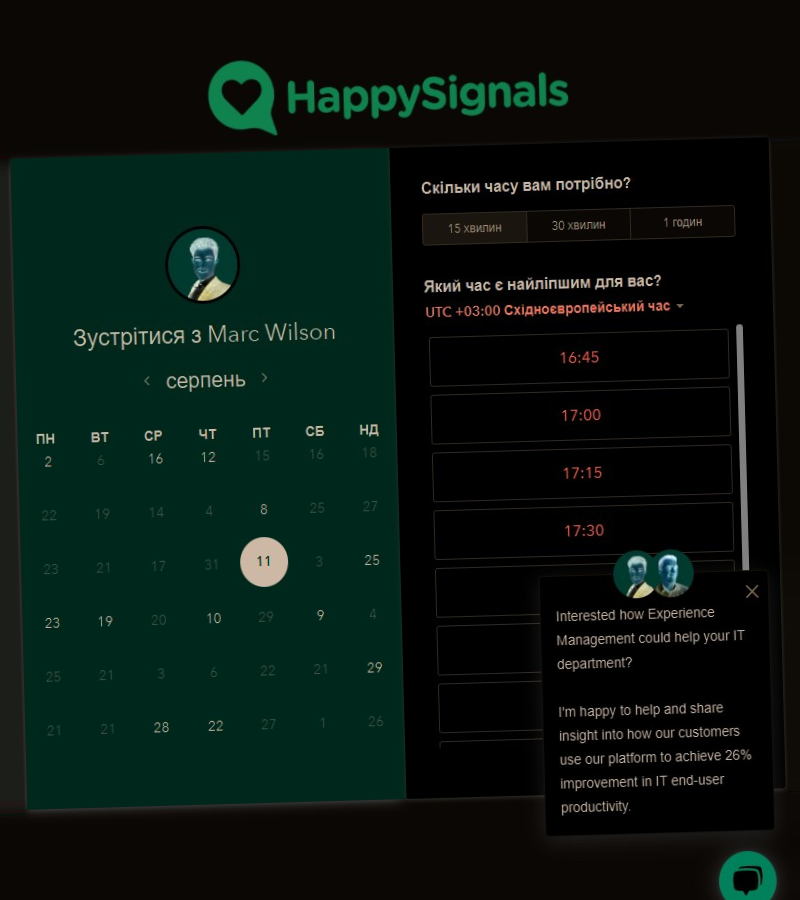 HappySignals
Зустрітися з Marc Wilson
серпень
ПН ВТ СР ЧТ ПТ СБ НД
2 6 16 12 15 16 18
22 19 14 4 8 25 27
23 21 17 31 11 3 25
23 19 20 10 29 9 4
25 21 3 6 22 21 29
21 21 28 22 27 1 26
Скільки часу вам потрібно?
15 хвилин 30 хвилин 1 годин
Який час є найліпшим для вас?
UTC +03:00 Східноєвропейський час
16:45
17:00
17:15
17:30
Interested how Experience
Management could help your IT
department?
I'm happy to help and share
insight into how our customers
use our platform to achieve 26%
improvement in IT end-user
productivity.